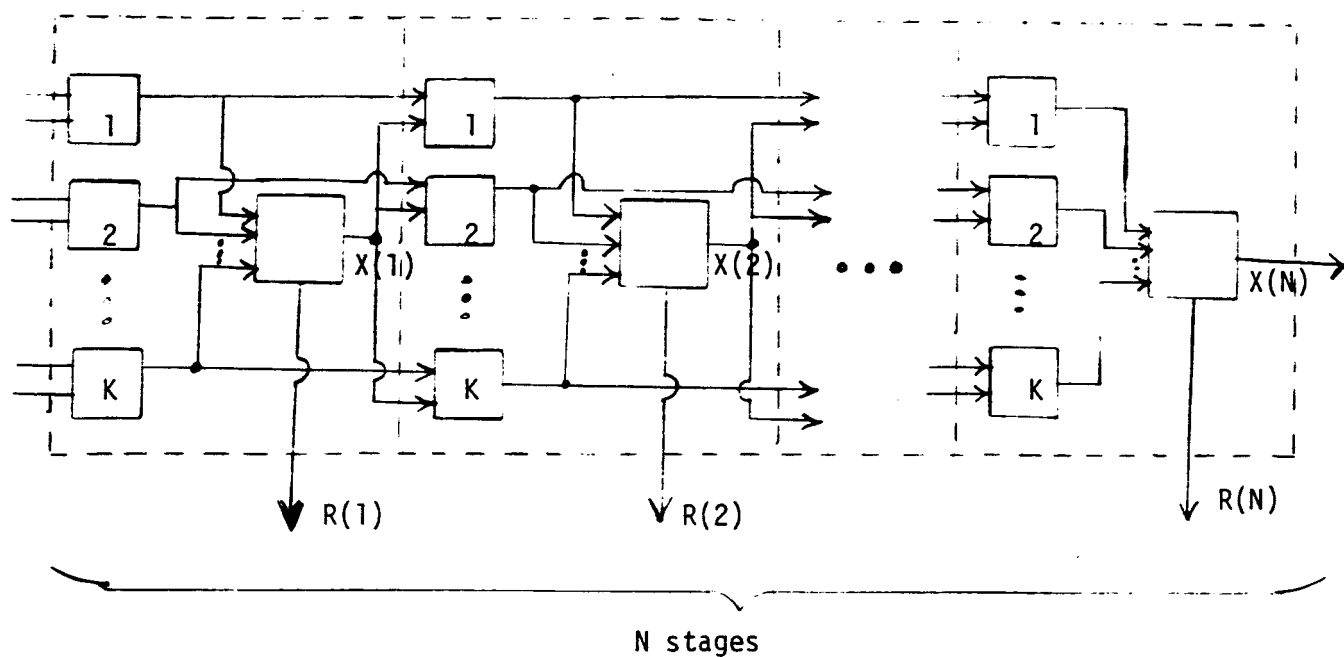 1 1 1
2 2 2
X(1) X(2) X(N)
K K K
R(1) R(2) R(N)
N stages